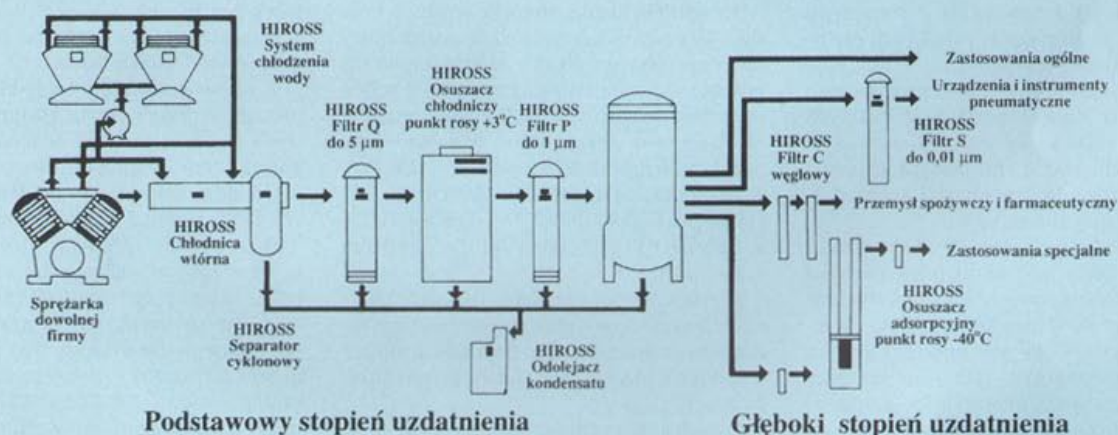 HIROSS
System
chłodzenia
wody
HIROSS
Filtr Q
do 5 µm
HIROSS
Osuszacz
chłodniczy
punkt rosy +3°C
HIROSS
Filtr P
do 1 µm
Zastosowania ogólne
Urządzenia i instrumenty
pneumatyczne
HIROSS
Filtr S
do 0,01 µm
HIROSS
Filtr C
węglowy
Przemysł spożywczy i farmaceutyczny
Zastosowania specjalne
HIROSS
Osuszacz
adsorpcyjny
punkt rosy -40°C
HIROSS
Chłodnica
wtórna
Sprężarka
dowolnej
firmy
HIROSS
Separator
cyklonowy
HIROSS
Odolejacz
kondensatu
Podstawowy stopień uzdatnienia
Głęboki stopień uzdatnienia